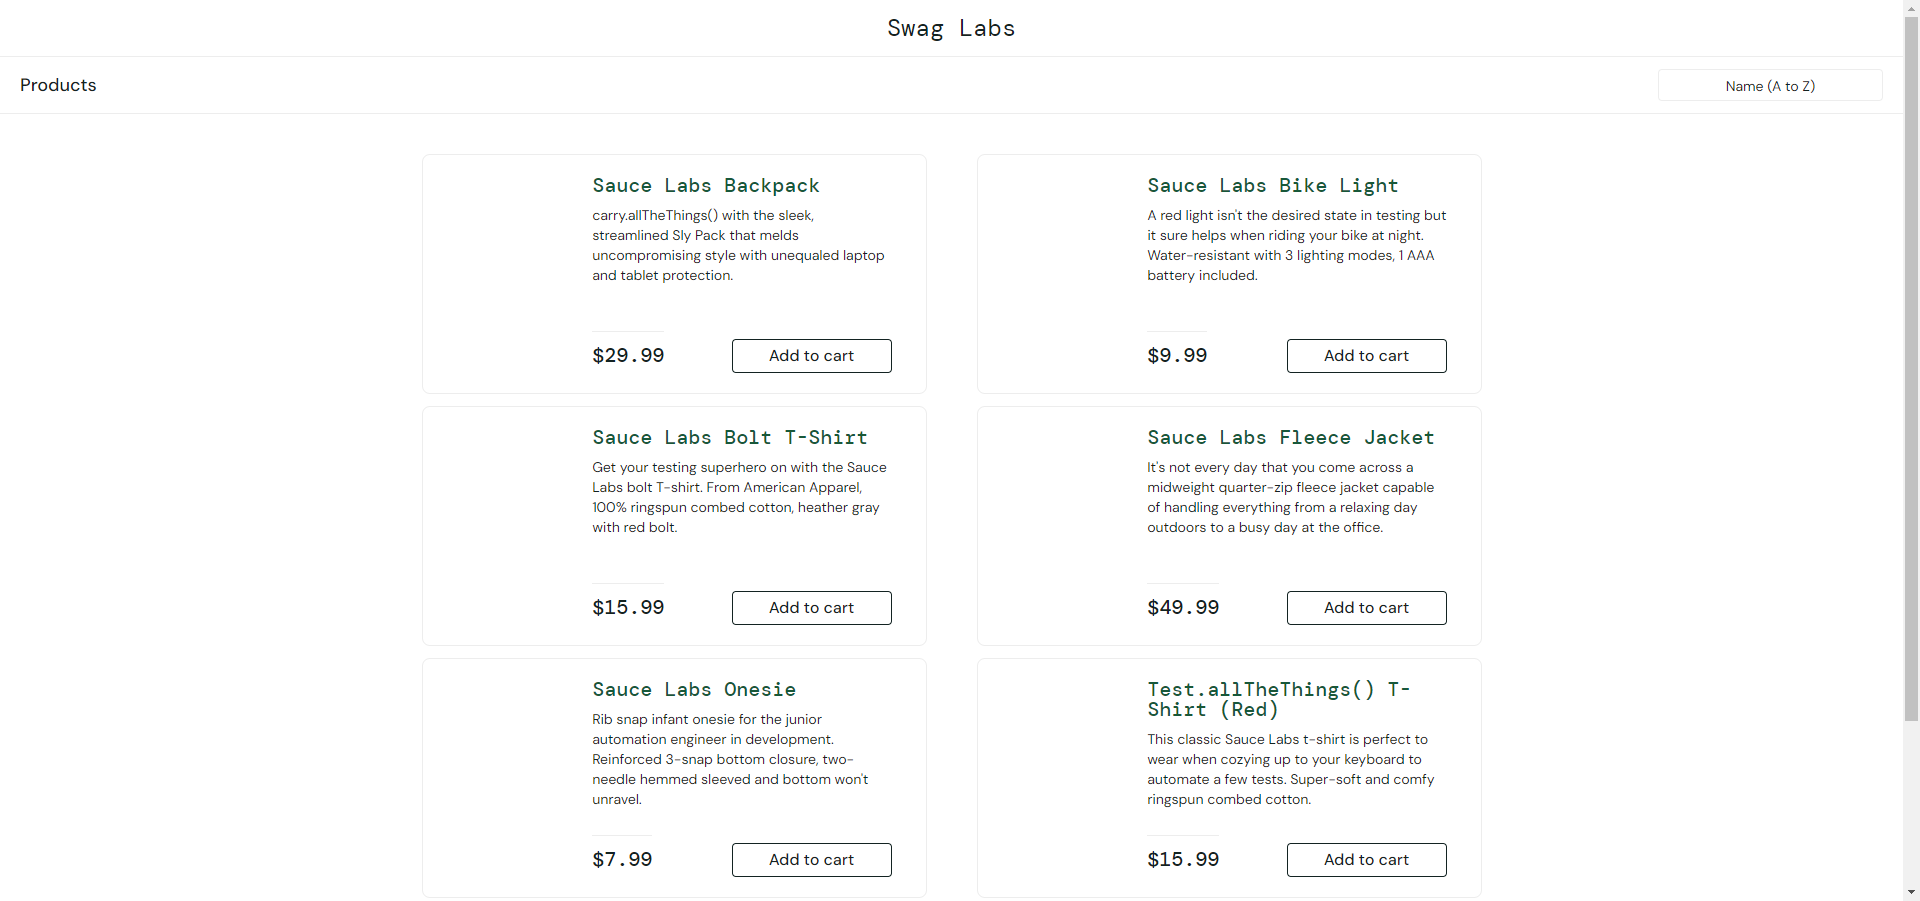 Swag Labs
Products
Name (A to Z)
Sauce Labs Backpack
carry.allTheThings() with the sleek,
streamlined Sly Pack that melds
uncompromising style with unequaled laptop
and tablet protection.
$29.99
Add to cart
Sauce Labs Bike Light
A red light isn't the desired state in testing but
it sure helps when riding your bike at night.
Water-resistant with 3 lighting modes, 1 AAA
battery included.
$9.99
Add to cart
Sauce Labs Bolt T-Shirt
Get your testing superhero on with the Sauce
Labs bolt T-shirt. From American Apparel,
100% ringspun combed cotton, heather gray
with red bolt.
$15.99
Add to cart
Sauce Labs Fleece Jacket
It's not every day that you come across a
midweight quarter-zip fleece jacket capable
of handling everything from a relaxing day
outdoors to a busy day at the office.
$49.99
Add to cart
Sauce Labs Onesie
Rib snap infant onesie for the junior
automation engineer in development.
Reinforced 3-snap bottom closure, two-
needle hemmed sleeved and bottom won't
unravel.
$7.99
Add to cart
Test.allTheThings() T-
Shirt (Red)
This classic Sauce Labs t-shirt is perfect to
wear when cozying up to your keyboard to
automate a few tests. Super-soft and comfy
ringspun combed cotton.
$15.99
Add to cart